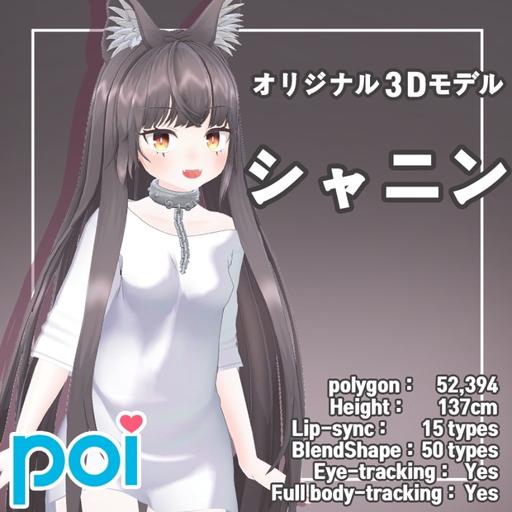 オリジナル3Dモデル
シャニン
polygon： 52,394
Height： 137cm
Lip-sync： 15 types
BlendShape：50 types
Eye-tracking： Yes
Full body-tracking：Yes
poi